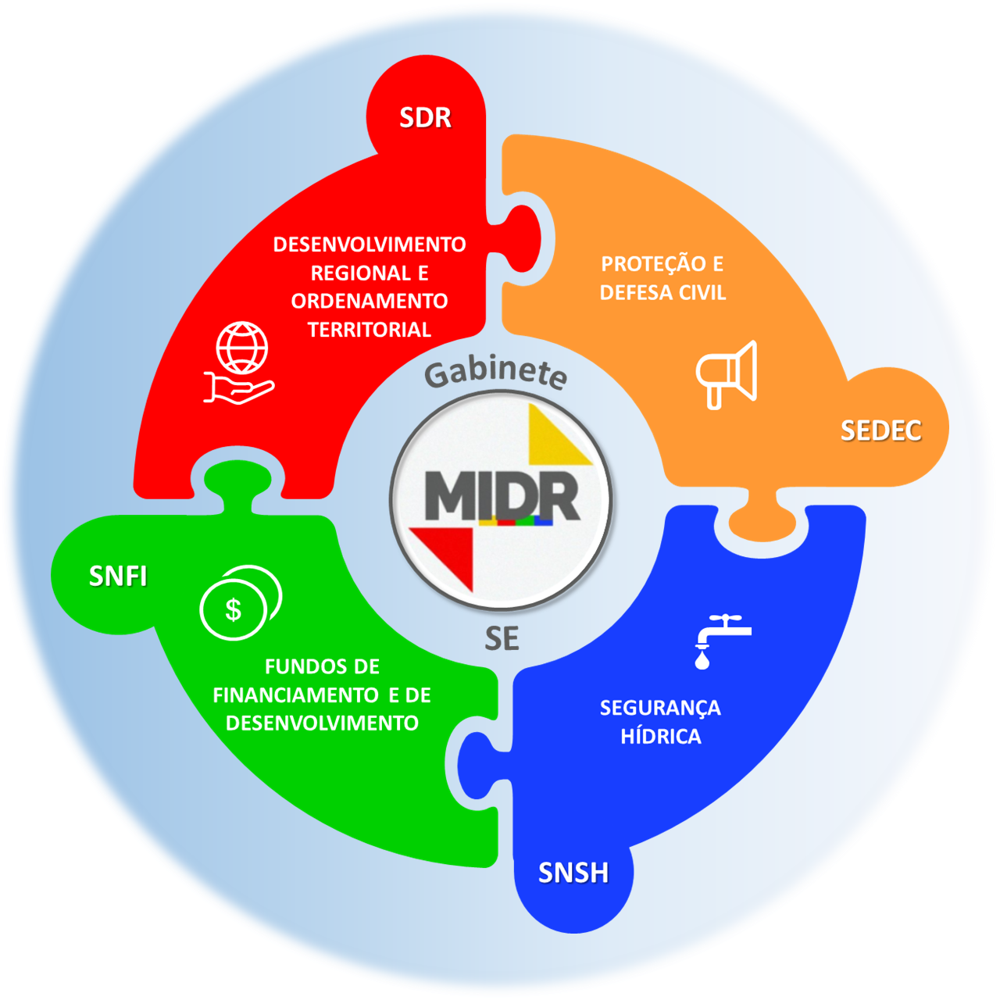 SDR
DESENVOLVIMENTO
REGIONAL E
ORDENAMENTO
TERRITORIAL
PROTEÇÃO E
DEFESA CIVIL
SEDEC
Gabinete
MIDR
SE
SNFI
$
FUNDOS DE
FINANCIAMENTO E DE
DESENVOLVIMENTO
SEGURANÇA
HÍDRICA
SNSH